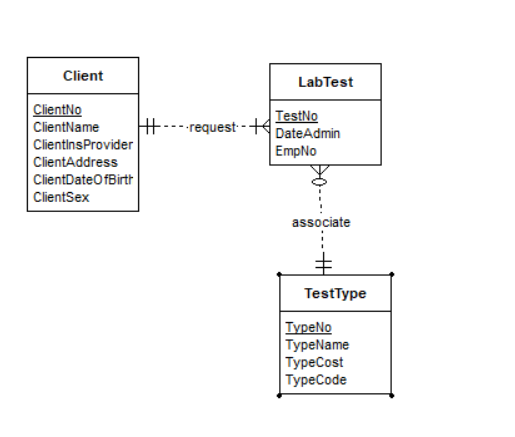 Client
ClientNo
ClientName
ClientInsProvider
ClientAddress
ClientDateOfBirth
ClientSex
request
LabTest
TestNo
DateAdmin
EmpNo
associate
TestType
TypeNo
TypeName
TypeCost
TypeCode